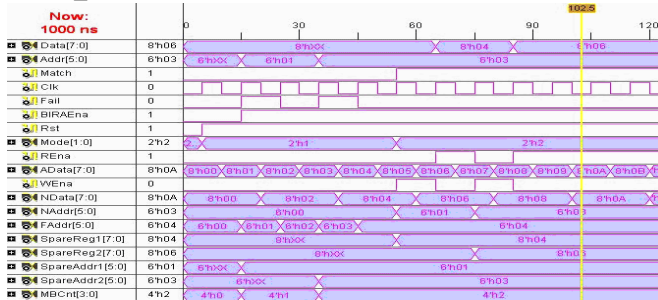 102.5
Now:
1000 ns
0 30 60 90 120
Data[7:0] 8'h06 8'hXX 8'h04 8'h06
Addr[5:0] 6'h03 6'hXX 6'h01 6'h03
Match 1
Clk 0
Fail 0
BIRAEna 1
Rst 1
Mode[1:0] 2'h2 2... 2'h1 2'h2
REna 1
AData[7:0] 8'h0A 8'h00 8'h01 8'h02 8'h03 8'h04 8'h05 8'h06 8'h07 8'h08 8'h09 8'h0A 8'h0B
WEna 0
NData[7:0] 8'h0A 8'h00 8'h02 8'h04 8'h06 8'h08 8'h0A
NAddr[5:0] 6'h03 6'h00 6'h01 6'h03
FAddr[5:0] 6'h04 6'h00 6'h01 6'h02 6'h03 6'h04
SpareReg1[7:0] 8'h04 8'hXX 8'h04
SpareReg2[7:0] 8'h06 8'hXX 8'h06
SpareAddr1[5:0] 6'h01 6'hXX 6'h01
SpareAddr2[5:0] 6'h03 6'hXX 6'h03
MBCnt[3:0] 4'h2 4'h0 4'h1 4'h2